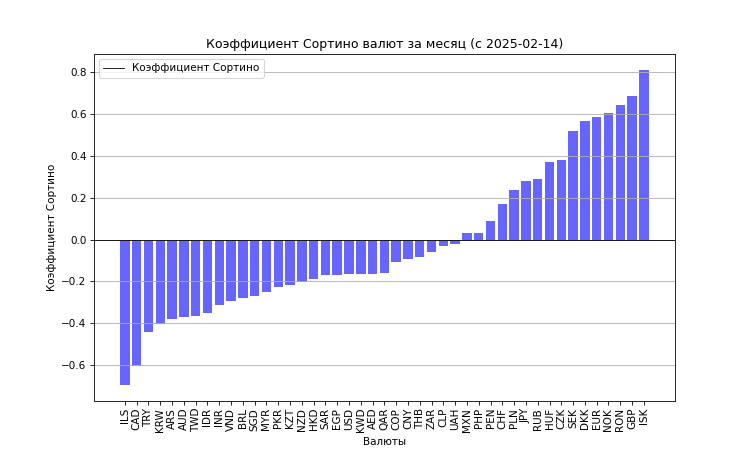 Коэффициент Сортино валют за месяц (с 2025-02-14)
Коэффициент Сортино
0.8
0.6
0.4
0.2
0.0
−0.2
−0.4
−0.6
Коэффициент Сортино
ILS CAD TRY KRW ARS AUD TWD IDR INR VND BRL SGD MYR PKR KZT NZD HKD SAR EGP USD KWD AED QAR COP CNY THB ZAR CLP UAH MXN PHP PEN CHF PLN JPY RUB HUF CZK SEK DKK EUR NOK RON GBP ISK
Валюты